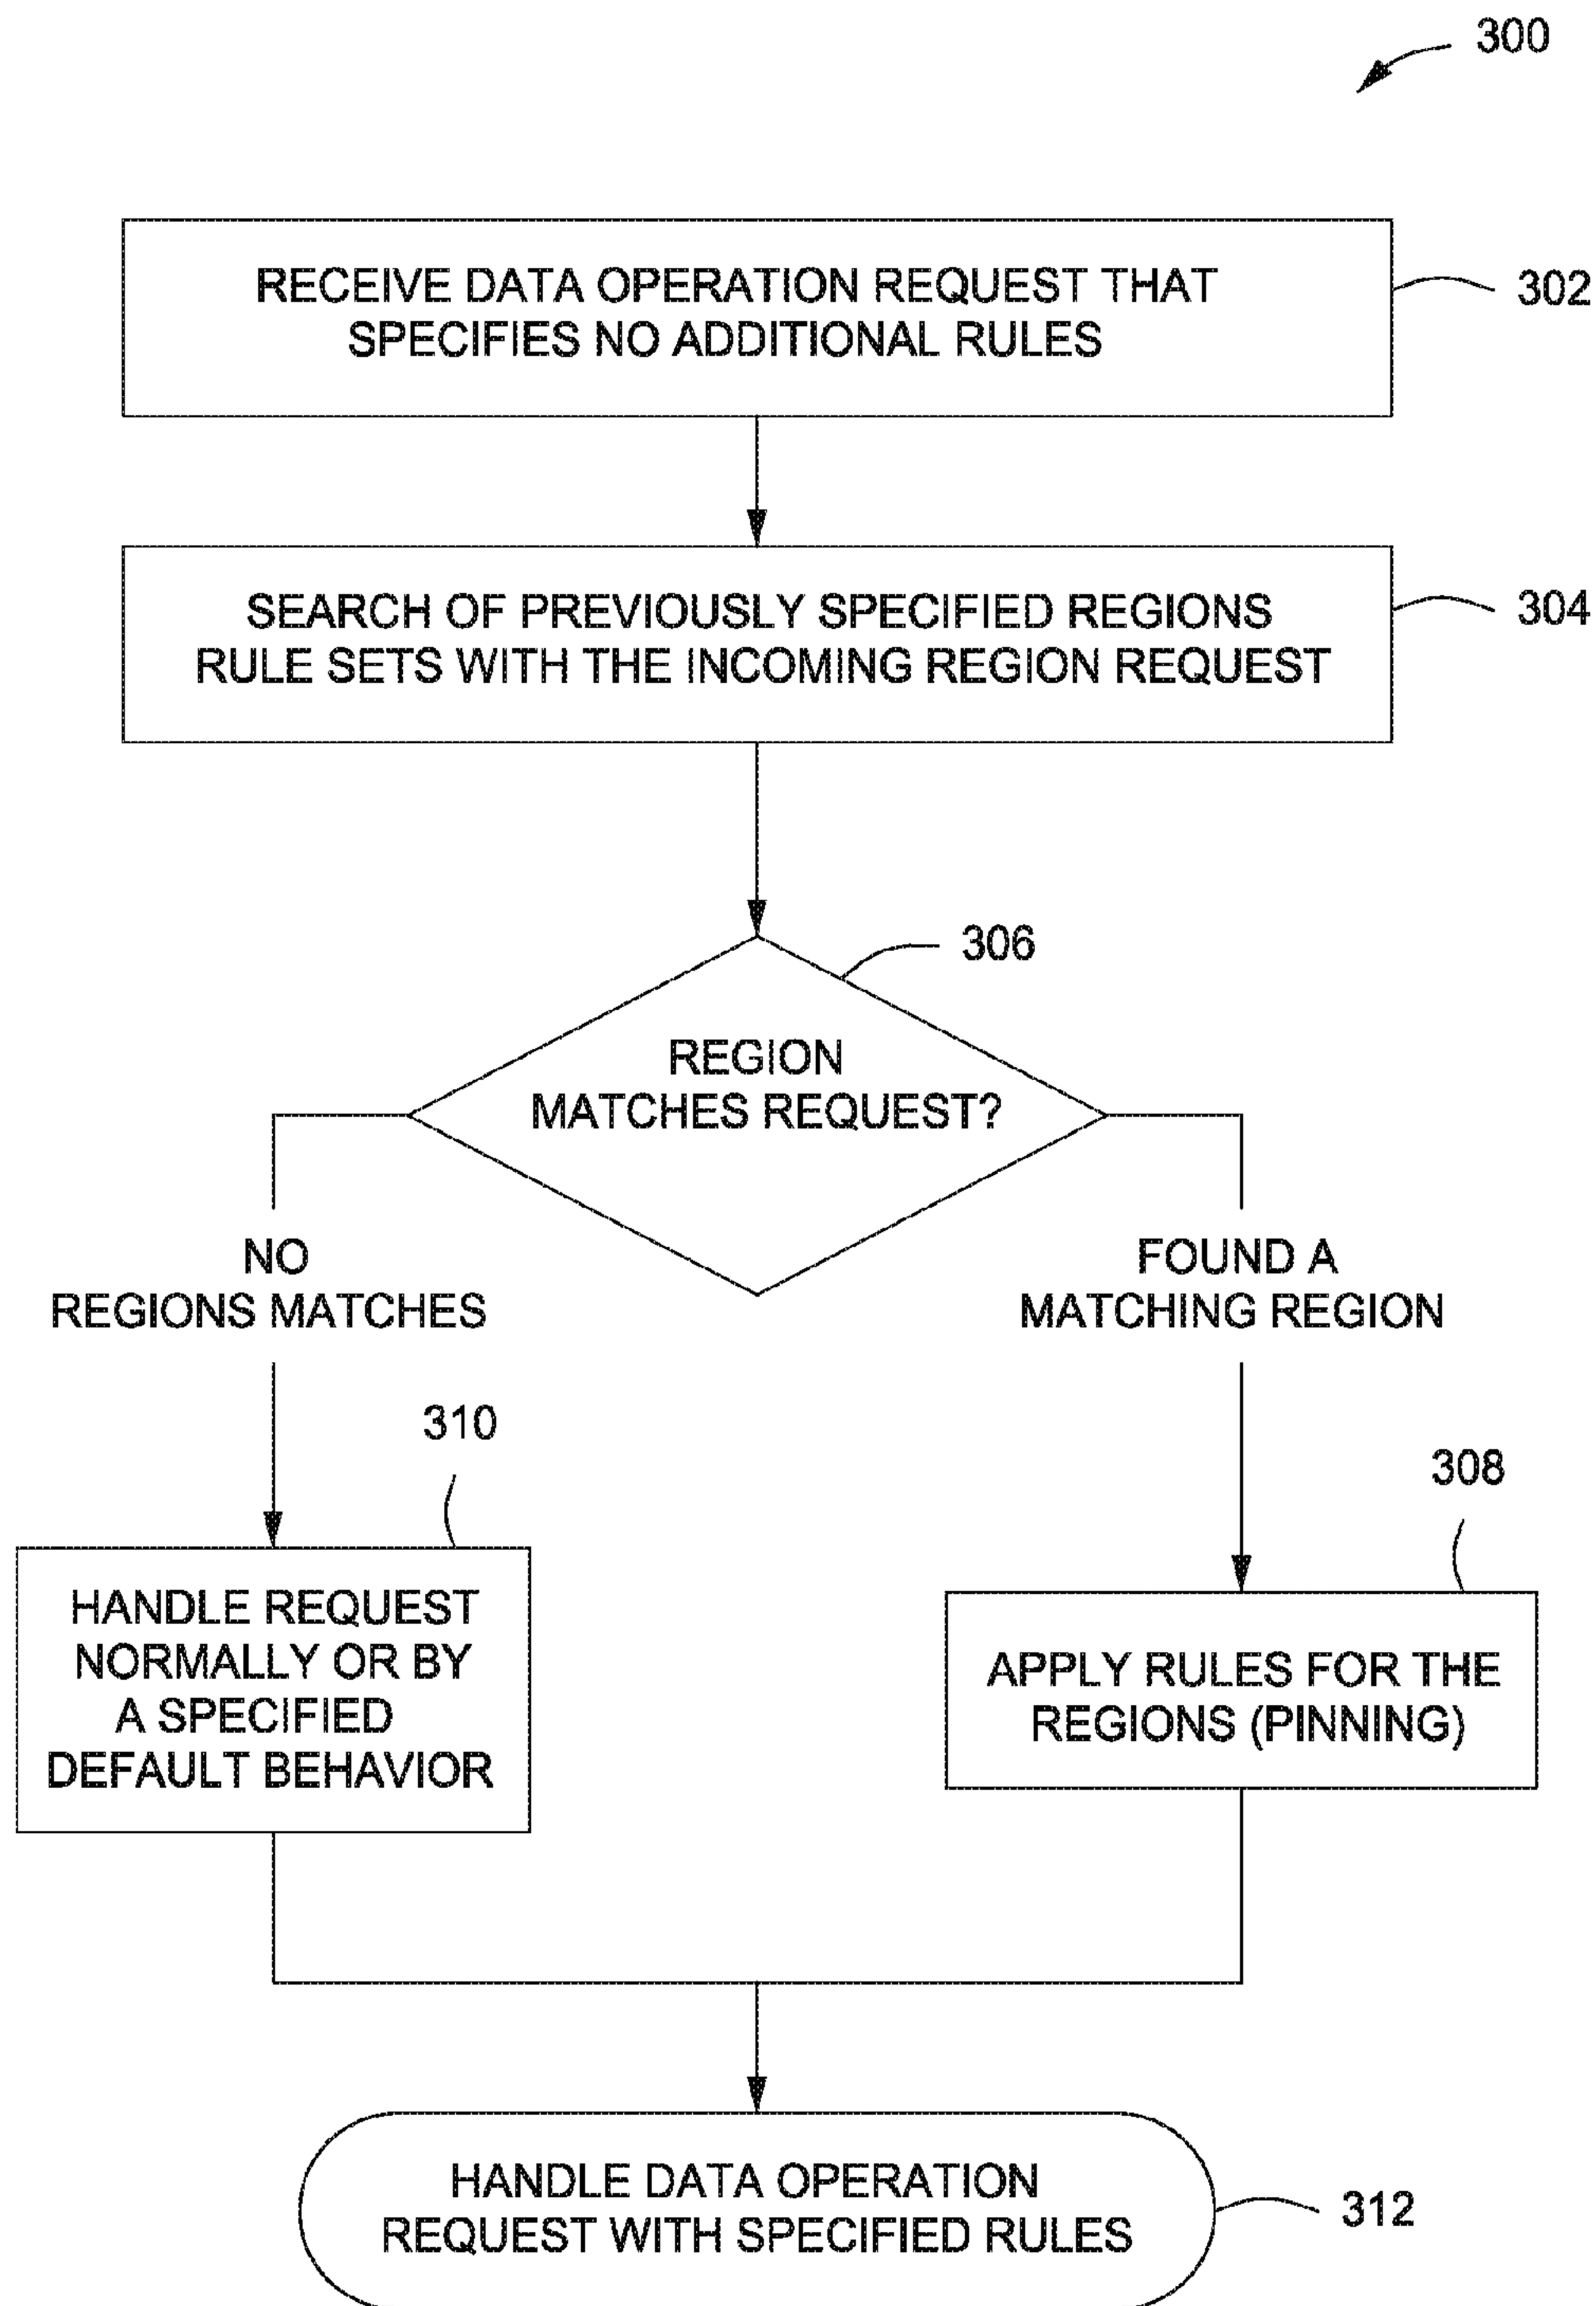 300
RECEIVE DATA OPERATION REQUEST THAT
SPECIFIES NO ADDITIONAL RULES
302
SEARCH OF PREVIOUSLY SPECIFIED REGIONS
RULE SETS WITH THE INCOMING REGION REQUEST
304
306
REGION
MATCHES REQUEST?
NO
REGIONS MATCHES
FOUND A
MATCHING REGION
310
308
HANDLE REQUEST
NORMALLY OR BY
A SPECIFIED
DEFAULT BEHAVIOR
APPLY RULES FOR THE
REGIONS (PINNING)
HANDLE DATA OPERATION
REQUEST WITH SPECIFIED RULES
312